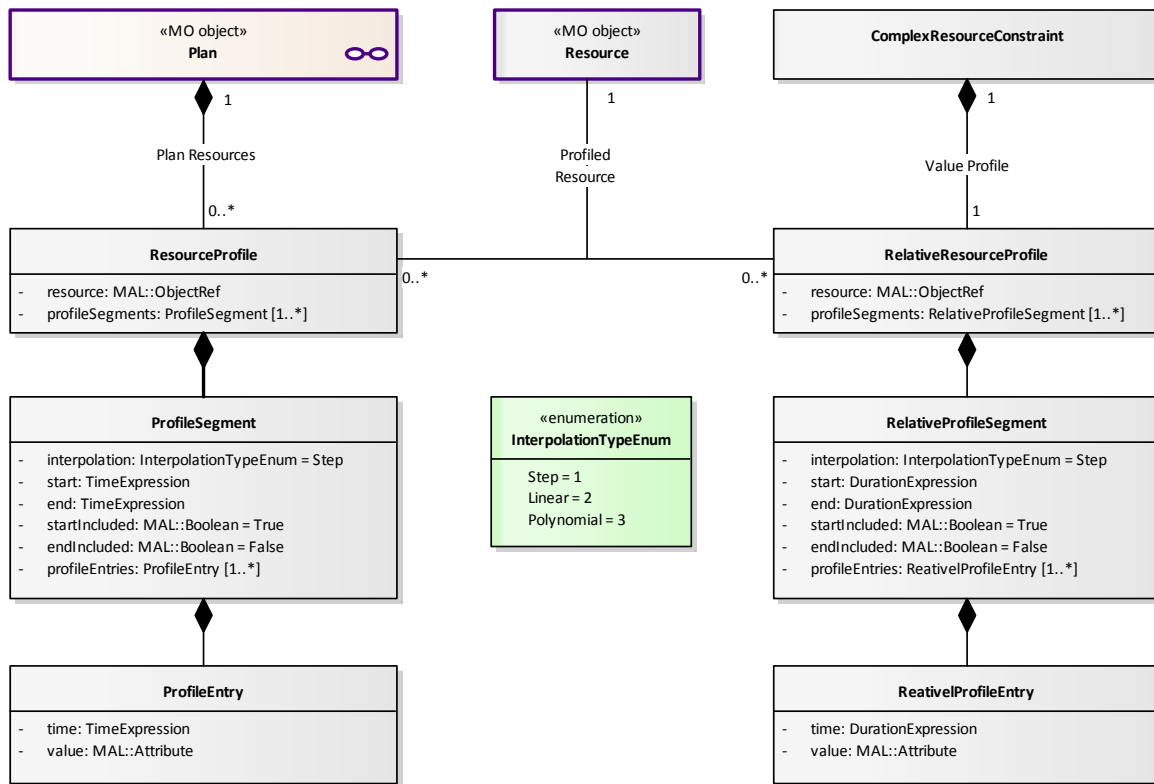 «MO object»
Plan
«MO object»
Resource
ComplexResourceConstraint
1
1
1
Plan Resources
Profiled
Resource
Value Profile
0..*
1
ResourceProfile
- resource: MAL::ObjectRef
- profileSegments: ProfileSegment [1..*]
0..*
0..*
RelativeResourceProfile
- resource: MAL::ObjectRef
- profileSegments: RelativeProfileSegment [1..*]
ProfileSegment
- interpolation: InterpolationTypeEnum = Step
- start: TimeExpression
- end: TimeExpression
- startIncluded: MAL::Boolean = True
- endIncluded: MAL::Boolean = False
- profileEntries: ProfileEntry [1..*]
«enumeration»
InterpolationTypeEnum
Step = 1
Linear = 2
Polynomial = 3
RelativeProfileSegment
- interpolation: InterpolationTypeEnum = Step
- start: DurationExpression
- end: DurationExpression
- startIncluded: MAL::Boolean = True
- endIncluded: MAL::Boolean = False
- profileEntries: ReativelProfileEntry [1..*]
ProfileEntry
- time: TimeExpression
- value: MAL::Attribute
ReativelProfileEntry
- time: DurationExpression
- value: MAL::Attribute